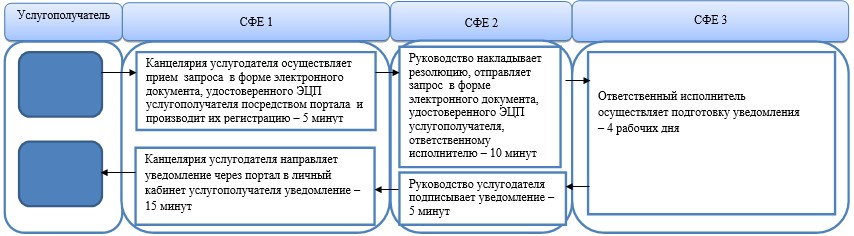 Услугополучатель
СФЕ 1
СФЕ 2
СФЕ 3
Канцелярия услугодателя осуществляет
прием запроса в форме электронного
документа, удостоверенного ЭЦП
услугополучателя посредством портала и
производит их регистрацию – 5 минут
Руководство накладывает
резолюцию, отправляет
запрос в форме
электронного документа,
удостоверенного ЭЦП
услугополучателя,
ответственному
исполнителю – 10 минут
Ответственный исполнитель
осуществляет подготовку уведомления
– 4 рабочих дня
Руководство услугодателя
подписывает уведомление –
5 минут
Канцелярия услугодателя направляет
уведомление через портал в личный
кабинет услугополучателя уведомление –
15 минут